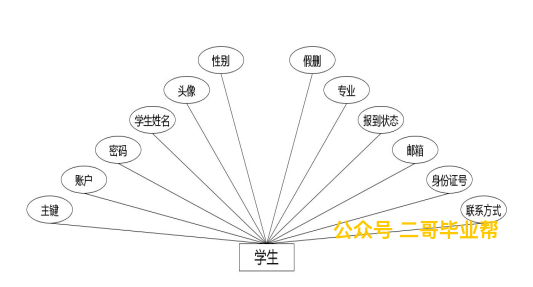 性别
假删
头像
专业
学生姓名
报到状态
密码
邮箱
账户
身份证号
主键
联系方式
公众号 二哥毕业帮
学生